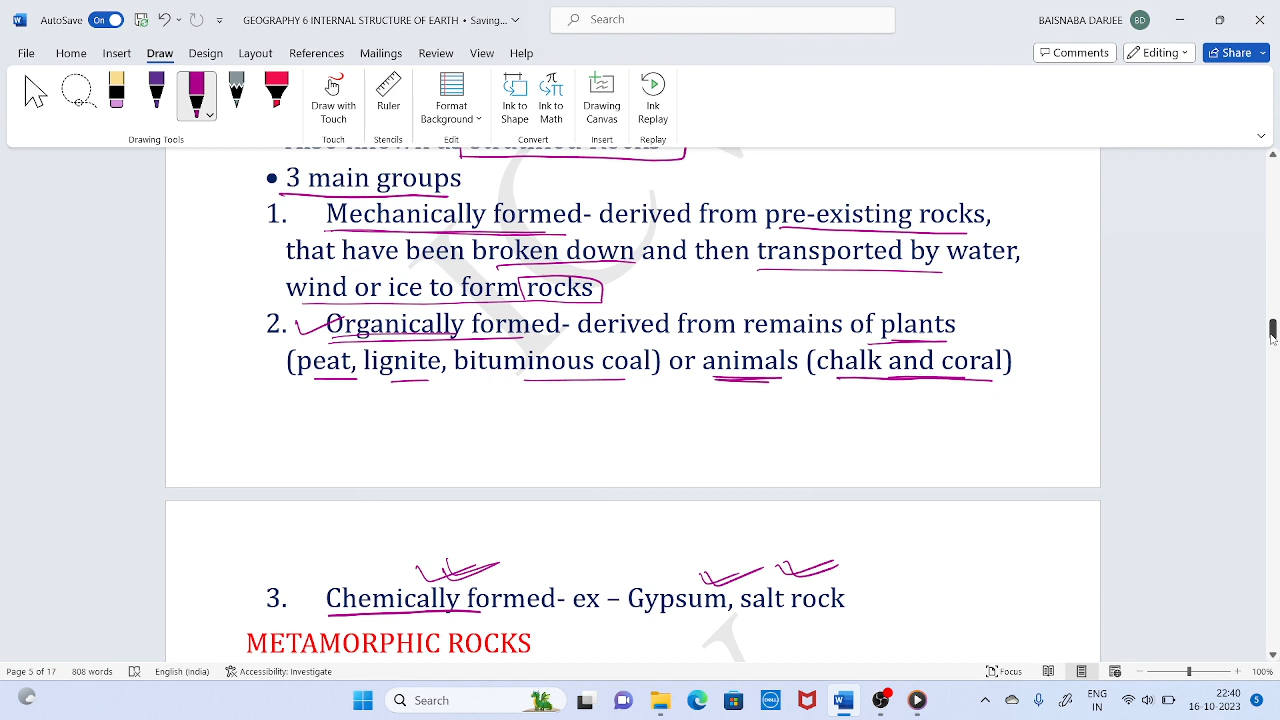 AutoSave On GEOGRAPHY 6 INTERNAL STRUCTURE OF EARTH • Saving... Search BAISNABA DARJEE BD
File Home Insert Draw Design Layout References Mailings Review View Help Comments Editing Share
Draw with Touch Ruler Format Background Ink to Shape Ink to Math Drawing Canvas Ink Replay
Drawing Tools Touch Stencils Edit Convert Insert Replay
• 3 main groups
1. Mechanically formed- derived from pre-existing rocks,
that have been broken down and then transported by water,
wind or ice to form rocks
2. Organically formed- derived from remains of plants
(peat, lignite, bituminous coal) or animals (chalk and coral)
3. Chemically formed- ex – Gypsum, salt rock
METAMORPHIC ROCKS
Page 5 of 17 808 words English (India) Accessibility: Investigate Focus 100%
Search ENG 22:40
IN 16-10-2023